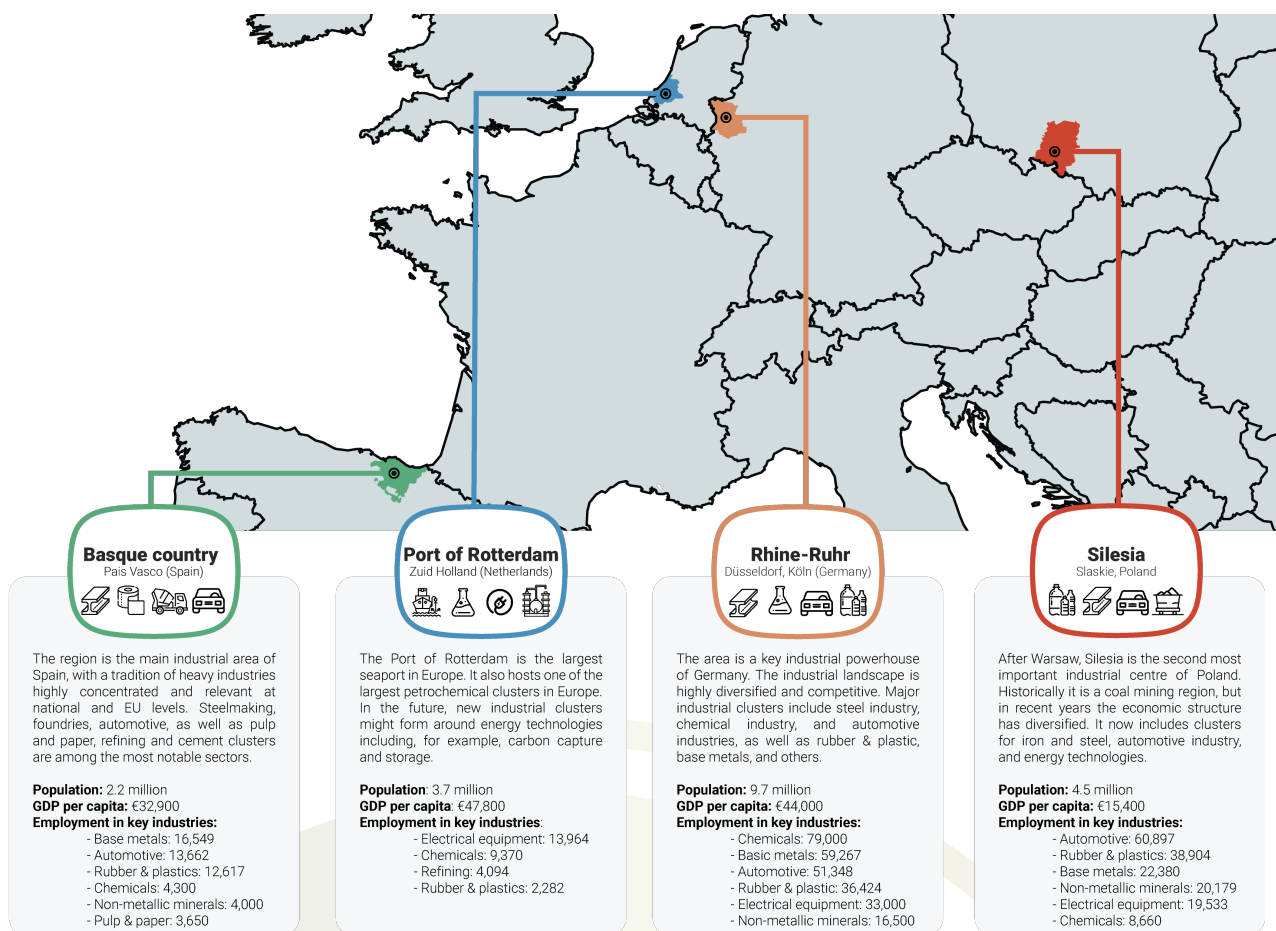 Basque country
Pais Vasco (Spain)
The region is the main industrial area of
Spain, with a tradition of heavy industries
highly concentrated and relevant at
national and EU levels. Steelmaking,
foundries, automotive, as well as pulp
and paper, refining and cement clusters
are among the most notable sectors.
Population: 2.2 million
GDP per capita: €32,900
Employment in key industries:
- Base metals: 16,549
- Automotive: 13,662
- Rubber & plastics: 12,617
- Chemicals: 4,300
- Non-metallic minerals: 4,000
- Pulp & paper: 3,650
Port of Rotterdam
Zuid Holland (Netherlands)
The Port of Rotterdam is the largest
seaport in Europe. It also hosts one of the
largest petrochemical clusters in Europe.
In the future, new industrial clusters
might form around energy technologies
including, for example, carbon capture
and storage.
Population: 3.7 million
GDP per capita: €47,800
Employment in key industries:
- Electrical equipment: 13,964
- Chemicals: 9,370
- Refining: 4,094
- Rubber & plastics: 2,282
Rhine-Ruhr
Düsseldorf, Köln (Germany)
The area is a key industrial powerhouse
of Germany. The industrial landscape is
highly diversified and competitive. Major
industrial clusters include steel industry,
chemical industry, and automotive
industries, as well as rubber & plastic,
base metals, and others.
Population: 9.7 million
GDP per capita: €44,000
Employment in key industries:
- Chemicals: 79,000
- Basic metals: 59,267
- Automotive: 51,348
- Rubber & plastic: 36,424
- Electrical equipment: 33,000
- Non-metallic minerals: 16,500
Silesia
Slaskie, Poland
After Warsaw, Silesia is the second most
important industrial centre of Poland.
Historically it is a coal mining region, but
in recent years the economic structure
has diversified. It now includes clusters
for iron and steel, automotive industry,
and energy technologies.
Population: 4.5 million
GDP per capita: €15,400
Employment in key industries:
- Automotive: 60,897
- Rubber & plastics: 38,904
- Base metals: 22,380
- Non-metallic minerals: 20,179
- Electrical equipment: 19,533
- Chemicals: 8,660